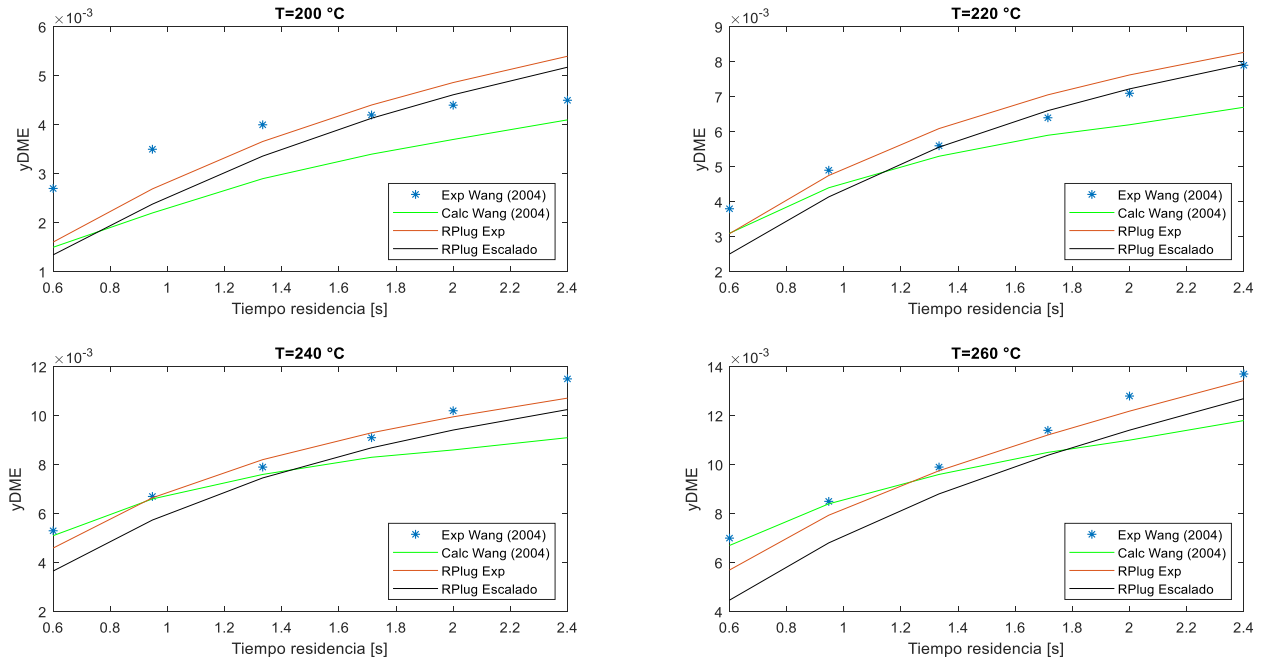 T=200 °C
×10-3
6
5
4
3
2
1
yDME
0.6 0.8 1 1.2 1.4 1.6 1.8 2 2.2 2.4
Tiempo residencia [s]
Exp Wang (2004)
Calc Wang (2004)
RPlug Exp
RPlug Escalado
T=220 °C
×10-3
9
8
7
6
5
4
3
2
yDME
0.6 0.8 1 1.2 1.4 1.6 1.8 2 2.2 2.4
Tiempo residencia [s]
Exp Wang (2004)
Calc Wang (2004)
RPlug Exp
RPlug Escalado
T=240 °C
×10-3
12
10
8
6
4
2
yDME
0.6 0.8 1 1.2 1.4 1.6 1.8 2 2.2 2.4
Tiempo residencia [s]
Exp Wang (2004)
Calc Wang (2004)
RPlug Exp
RPlug Escalado
T=260 °C
×10-3
14
12
10
8
6
4
yDME
0.6 0.8 1 1.2 1.4 1.6 1.8 2 2.2 2.4
Tiempo residencia [s]
Exp Wang (2004)
Calc Wang (2004)
RPlug Exp
RPlug Escalado